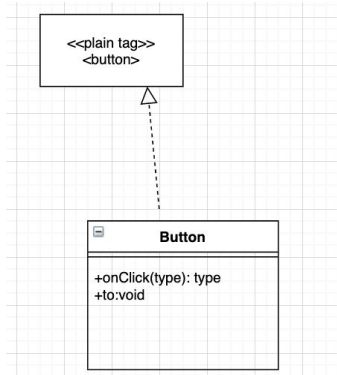 <<plain tag>>
<button>
Button
+onClick(type): type
+to:void